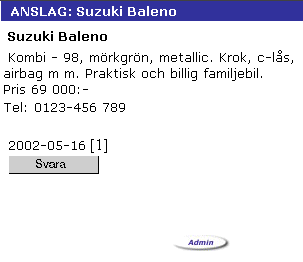 ANSLAG: Suzuki Baleno
Suzuki Baleno
Kombi - 98, mörkgrön, metallic. Krok, c-lås,
airbag m m. Praktisk och billig familjebil.
Pris 69 000:-
Tel: 0123-456 789
2002-05-16 [1]
Svara
Admin